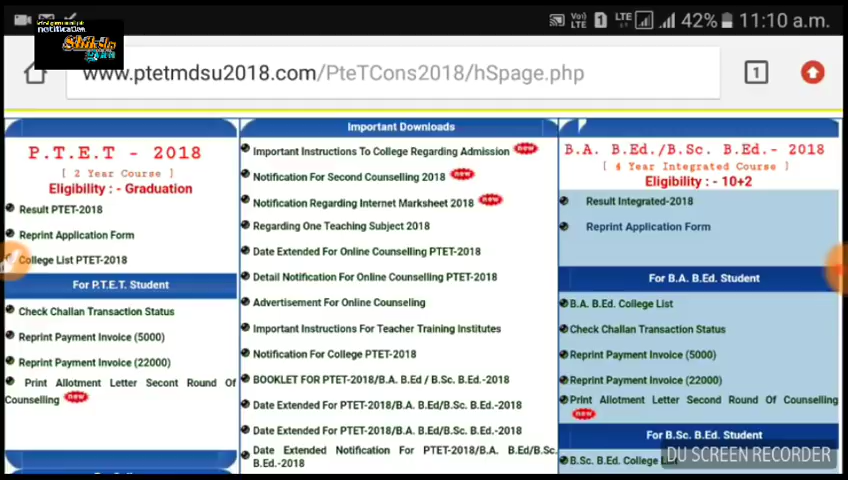 notification
Vo)) LTE 1 LTE 42% 11:10 a.m.
www.ptetmdsu2018.com/PteTCons2018/hSpage.php
1
P.T.E.T - 2018
[ 2 Year Course ]
Eligibility : - Graduation
Result PTET-2018
Reprint Application Form
College List PTET-2018
For P.T.E.T. Student
Check Challan Transaction Status
Reprint Payment Invoice (5000)
Reprint Payment Invoice (22000)
Print Allotment Letter Secont Round Of
Counselling new
Important Downloads
Important Instructions To College Regarding Admission new
Notification For Second Counselling 2018 new
Notification Regarding Internet Marksheet 2018 new
Regarding One Teaching Subject 2018
Date Extended For Online Counselling PTET-2018
Detail Notification For Online Counselling PTET-2018
Advertisement For Online Counseling
Important Instructions For Teacher Training Institutes
Notification For College PTET-2018
BOOKLET FOR PTET-2018/B.A. B.Ed / B.Sc. B.Ed.-2018
Date Extended For PTET-2018/B.A. B.Ed/B.Sc. B.Ed.-2018
Date Extended For PTET-2018/B.A. B.Ed/B.Sc. B.Ed.-2018
Date Extended Notification For PTET-2018/B.A. B.Ed/B.Sc.
B.Ed.-2018
B.A. B.Ed./B.Sc. B.Ed.- 2018
[ 4 Year Integrated Course ]
Eligibility : - 10+2
Result Integrated-2018
Reprint Application Form
For B.A. B.Ed. Student
B.A. B.Ed. College List
Check Challan Transaction Status
Reprint Payment Invoice (5000)
Reprint Payment Invoice (22000)
Print Allotment Letter Second Round Of Counselling
new
For B.Sc. B.Ed. Student
B.Sc. B.Ed. College List
DU SCREEN RECORDER